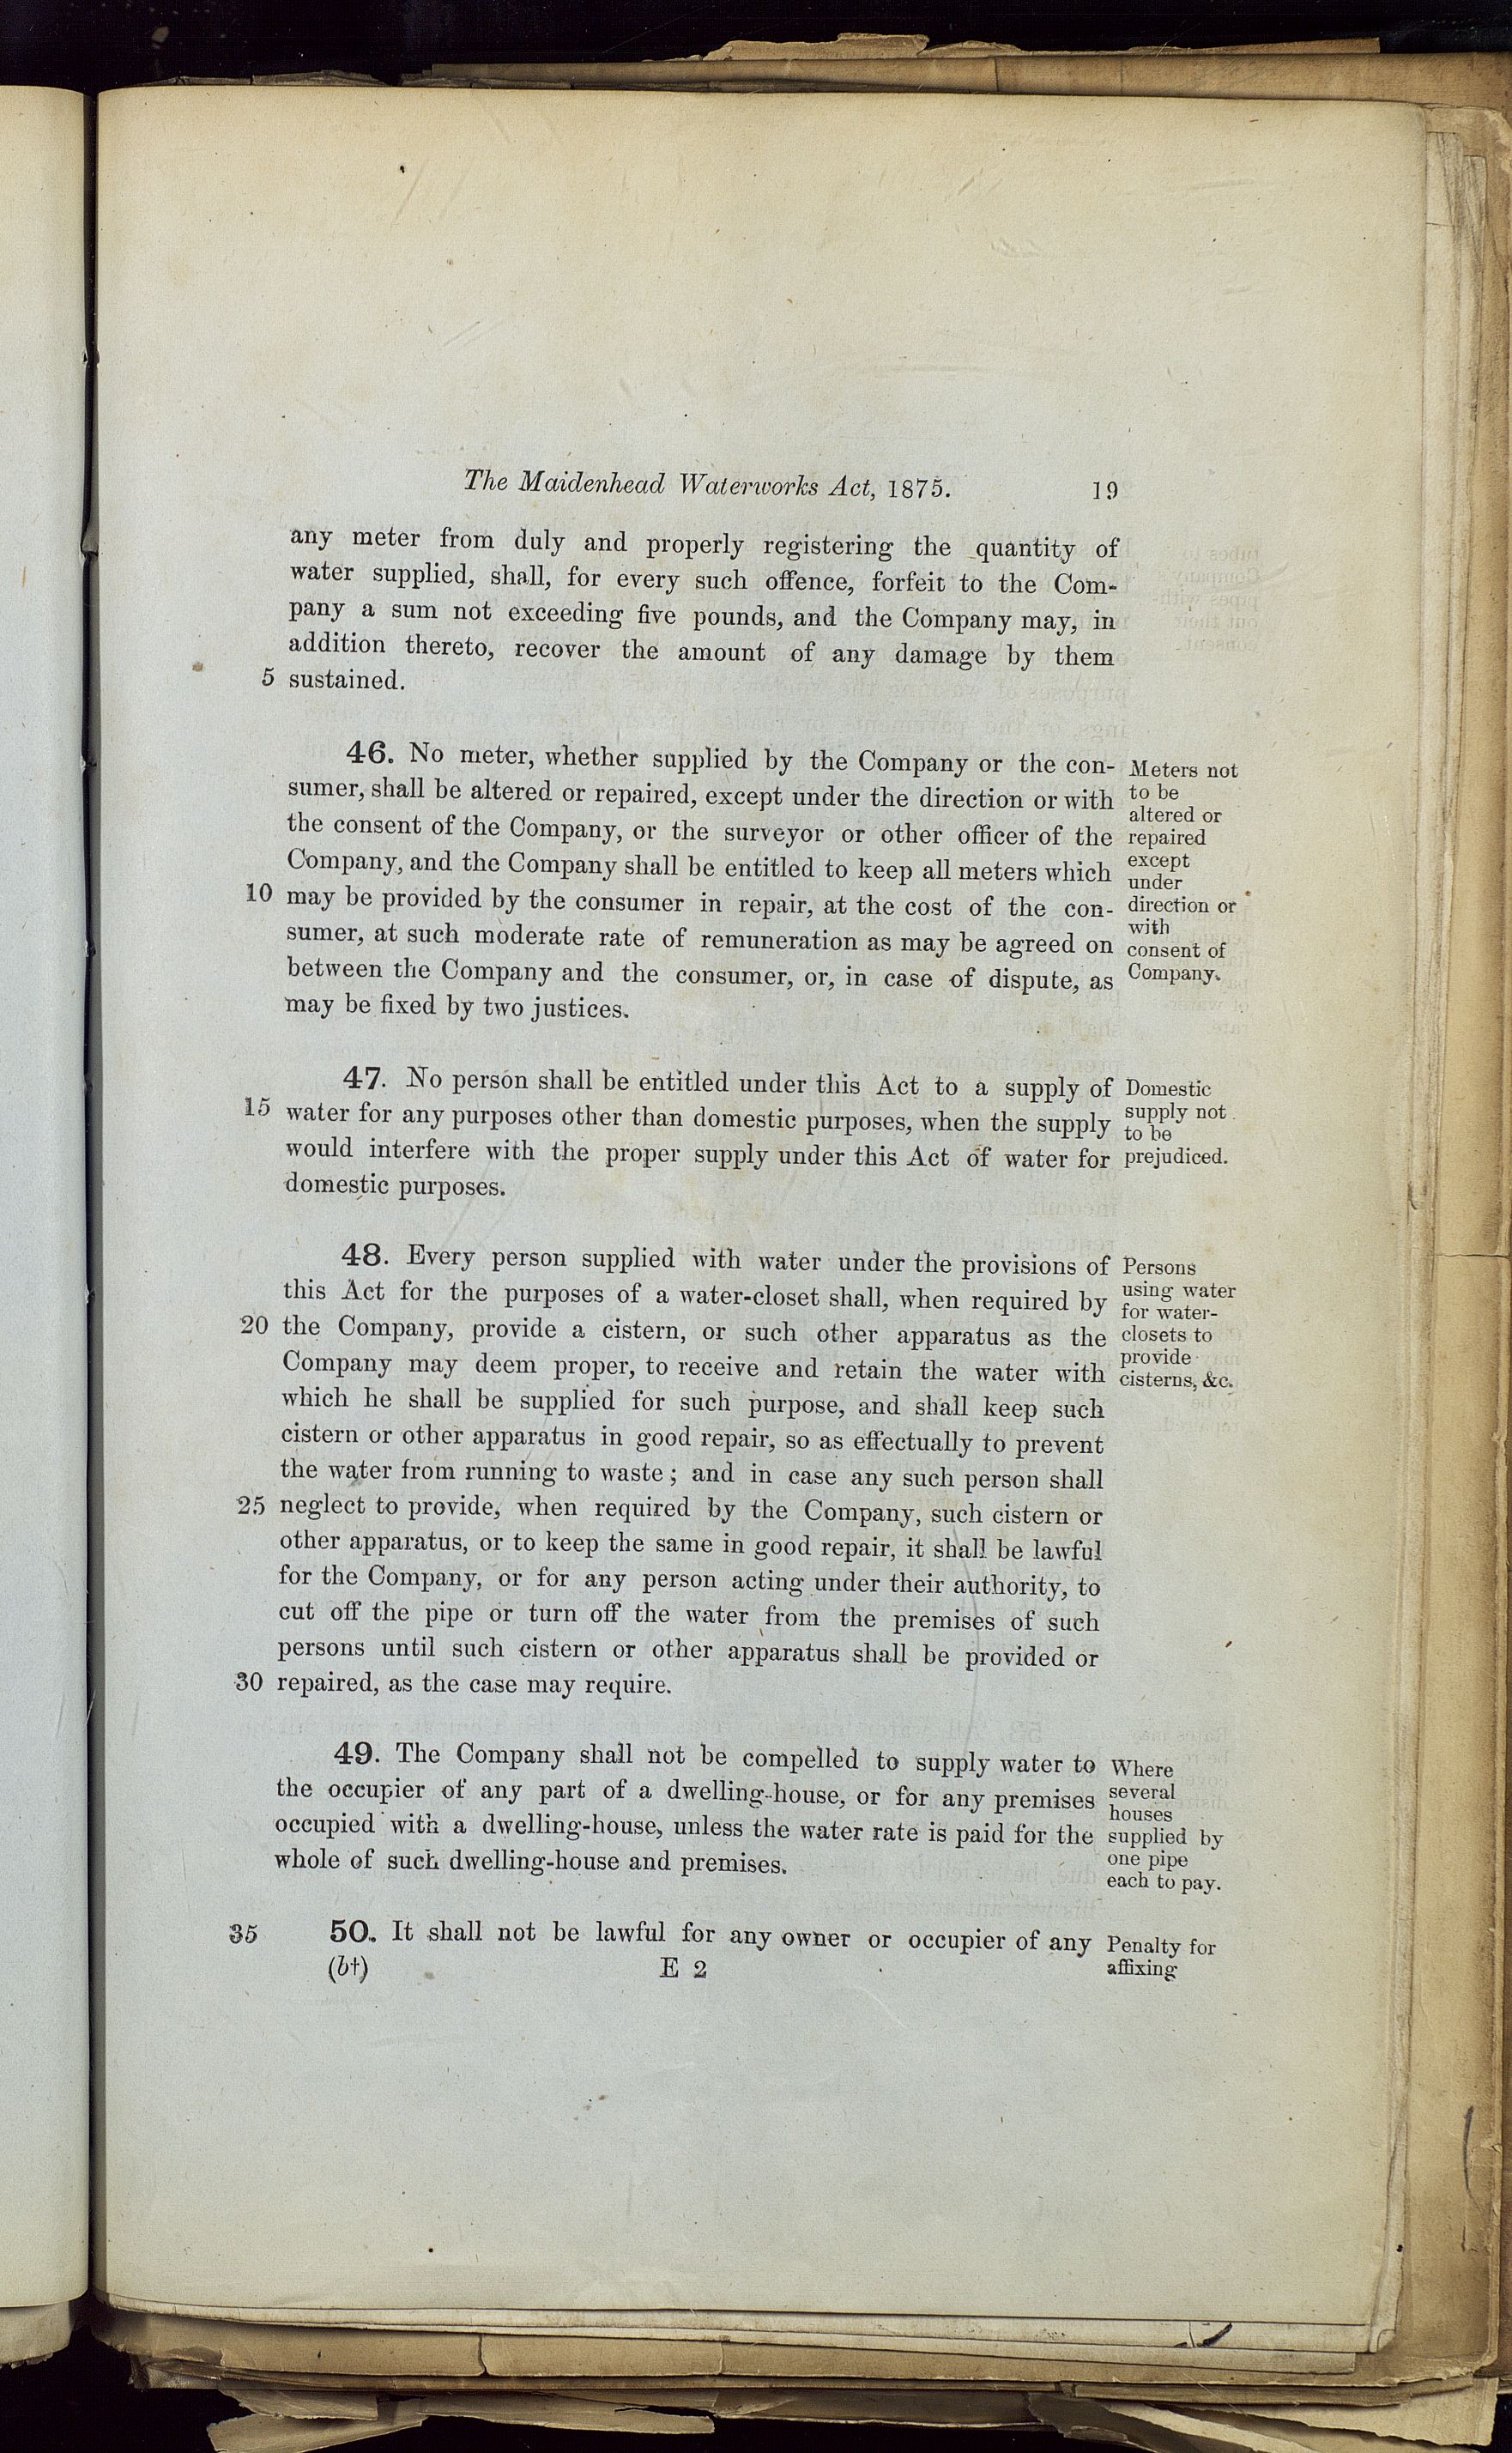 The Maidenhead Waterworks Act, 1875. 19
any meter from duly and properly registering the quantity of
water supplied, shall, for every such offence, forfeit to the Com-
pany a sum not exceeding five pounds, and the Company may, in
addition thereto, recover the amount of any damage by them
5 sustained.
46. No meter, whether supplied by the Company or the con-
sumer, shall be altered or repaired, except under the direction or with
the consent of the Company, or the surveyor or other officer of the
Company, and the Company shall be entitled to keep all meters which
10 may be provided by the consumer in repair, at the cost of the con-
sumer, at such moderate rate of remuneration as may be agreed on
between the Company and the consumer, or, in case of dispute, as
may be fixed by two justices.
Meters not
to be
altered or
repaired
except
under
direction or
with
consent of
Company.
47. No person shall be entitled under this Act to a supply of
15 water for any purposes other than domestic purposes, when the supply
would interfere with the proper supply under this Act of water for
domestic purposes.
Domestic
supply not
to be
prejudiced.
48. Every person supplied with water under the provisions of
this Act for the purposes of a water-closet shall, when required by
20 the Company, provide a cistern, or such other apparatus as the
Company may deem proper, to receive and retain the water with
which he shall be supplied for such purpose, and shall keep such
cistern or other apparatus in good repair, so as effectually to prevent
the water from running to waste; and in case any such person shall
25 neglect to provide, when required by the Company, such cistern or
other apparatus, or to keep the same in good repair, it shall be lawful
for the Company, or for any person acting under their authority, to
cut off the pipe or turn off the water from the premises of such
persons until such cistern or other apparatus shall be provided or
30 repaired, as the case may require.
Persons
using water
for water-
closets to
provide
cisterns, &c.
49. The Company shall not be compelled to supply water to
the occupier of any part of a dwelling-house, or for any premises
occupied with a dwelling-house, unless the water rate is paid for the
whole of such dwelling-house and premises.
Where
several
houses
supplied by
one pipe
each to pay.
35 50. It shall not be lawful for any owner or occupier of any
Penalty for
affixing
(b†) E 2